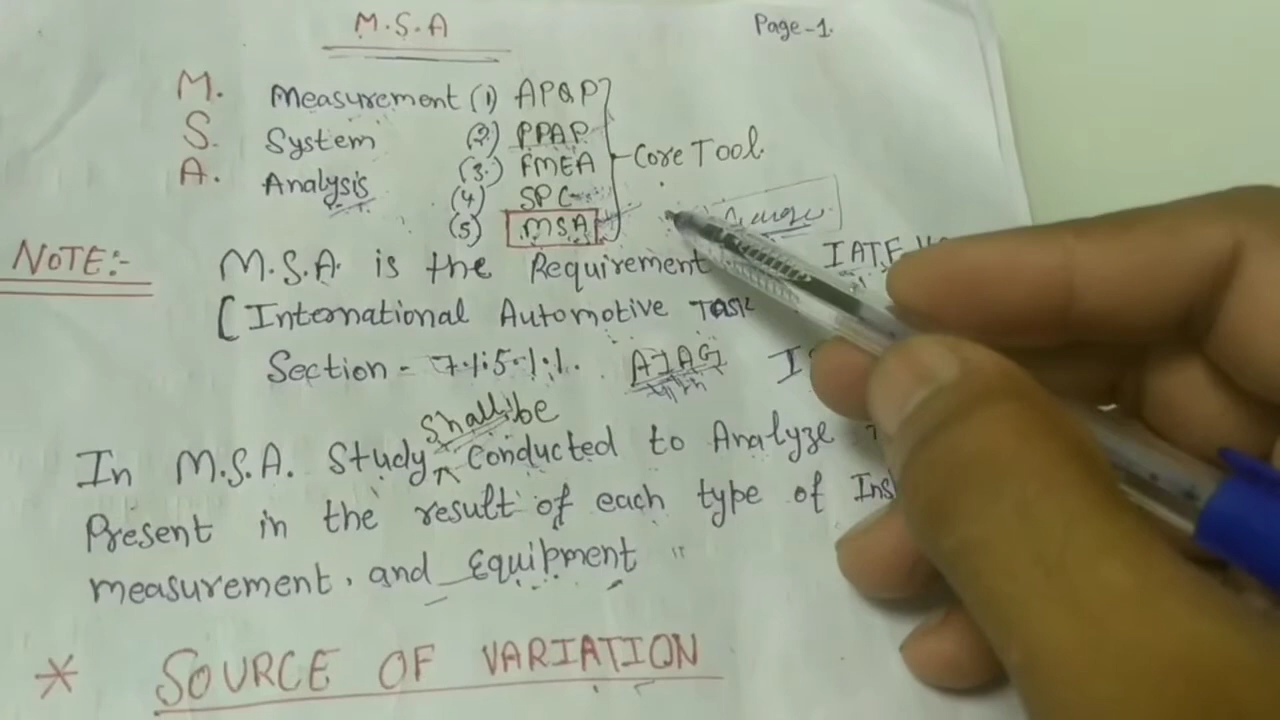 M.S.A
Page-1.
M. Measurement (1) APQP
S. System (2) PPAP
A. Analysis (3.) FMEA
(4) SPC
(5) MSA
Core Tool.
NOTE:- M.S.A. is the Requirement IATF
[International Automotive Task
Section - 7.1.5.1.1. AIAG
In M.S.A. Study shall be Conducted to Analyze
Present in the result of each type of
measurement, and Equipment "
* SOURCE OF VARIATION